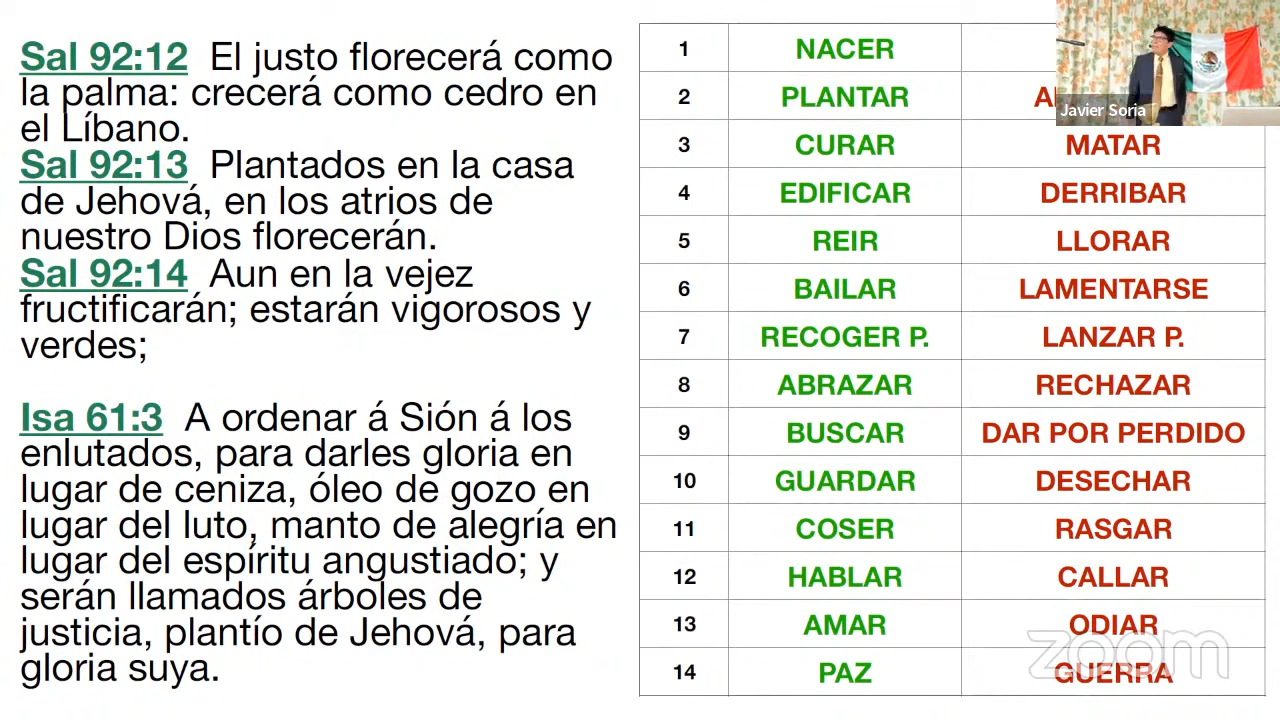 Sal 92:12 El justo florecerá como
la palma: crecerá como cedro en
el Líbano.
Sal 92:13 Plantados en la casa
de Jehová, en los atrios de
nuestro Dios florecerán.
Sal 92:14 Aun en la vejez
fructificarán; estarán vigorosos y
verdes;
Isa 61:3 A ordenar á Sión á los
enlutados, para darles gloria en
lugar de ceniza, óleo de gozo en
lugar del luto, manto de alegría en
lugar del espíritu angustiado; y
serán llamados árboles de
justicia, plantío de Jehová, para
gloria suya.
1 NACER
2 PLANTAR
3 CURAR MATAR
4 EDIFICAR DERRIBAR
5 REIR LLORAR
6 BAILAR LAMENTARSE
7 RECOGER P. LANZAR P.
8 ABRAZAR RECHAZAR
9 BUSCAR DAR POR PERDIDO
10 GUARDAR DESECHAR
11 COSER RASGAR
12 HABLAR CALLAR
13 AMAR ODIAR
14 PAZ GUERRA
Javier Soria
zoom